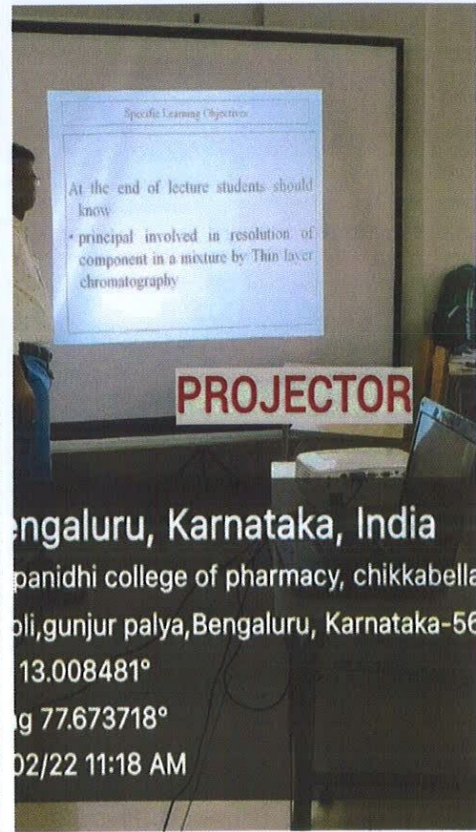 Specific Learning Objectives
At the end of lecture students should
know
• principal involved in resolution of
component in a mixture by Thin layer
chromatography
PROJECTOR
engaluru, Karnataka, India
panidhi college of pharmacy, chikkabella
oli,gunjur palya,Bengaluru, Karnataka-56
13.008481°
g 77.673718°
02/22 11:18 AM